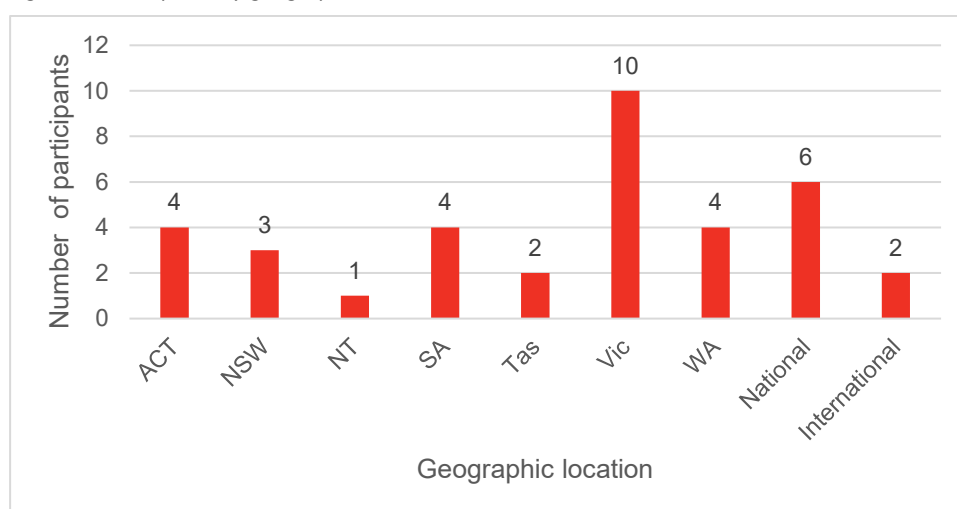 12
10
8
6
4
2
0
Number of participants
4
3
1
4
2
10
4
6
2
ACT
NSW
NT
SA
Tas
Vic
WA
National
International
Geographic location